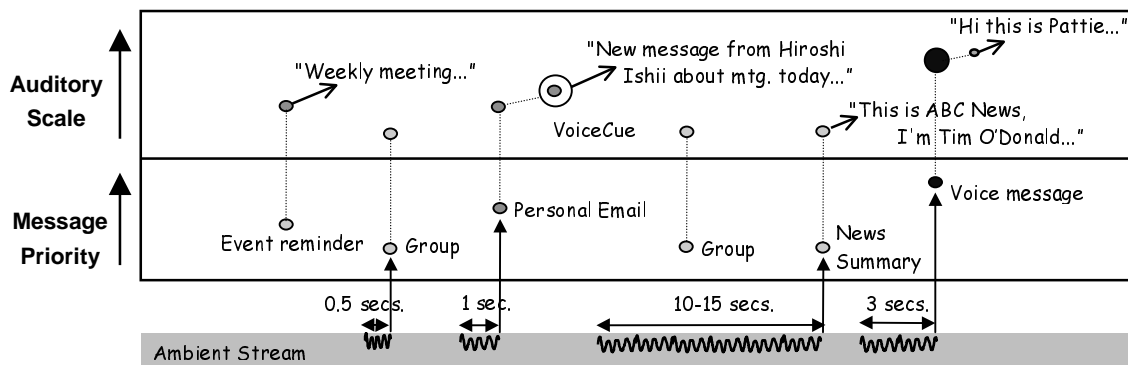 Auditory
Scale
"Hi this is Pattie..."
"New message from Hiroshi
Ishii about mtg. today..."
"Weekly meeting..."
"This is ABC News,
I'm Tim O'Donald..."
VoiceCue
Message
Priority
Voice message
Personal Email
Event reminder
Group
Group
News
Summary
0.5 secs.
1 sec.
10-15 secs.
3 secs.
Ambient Stream